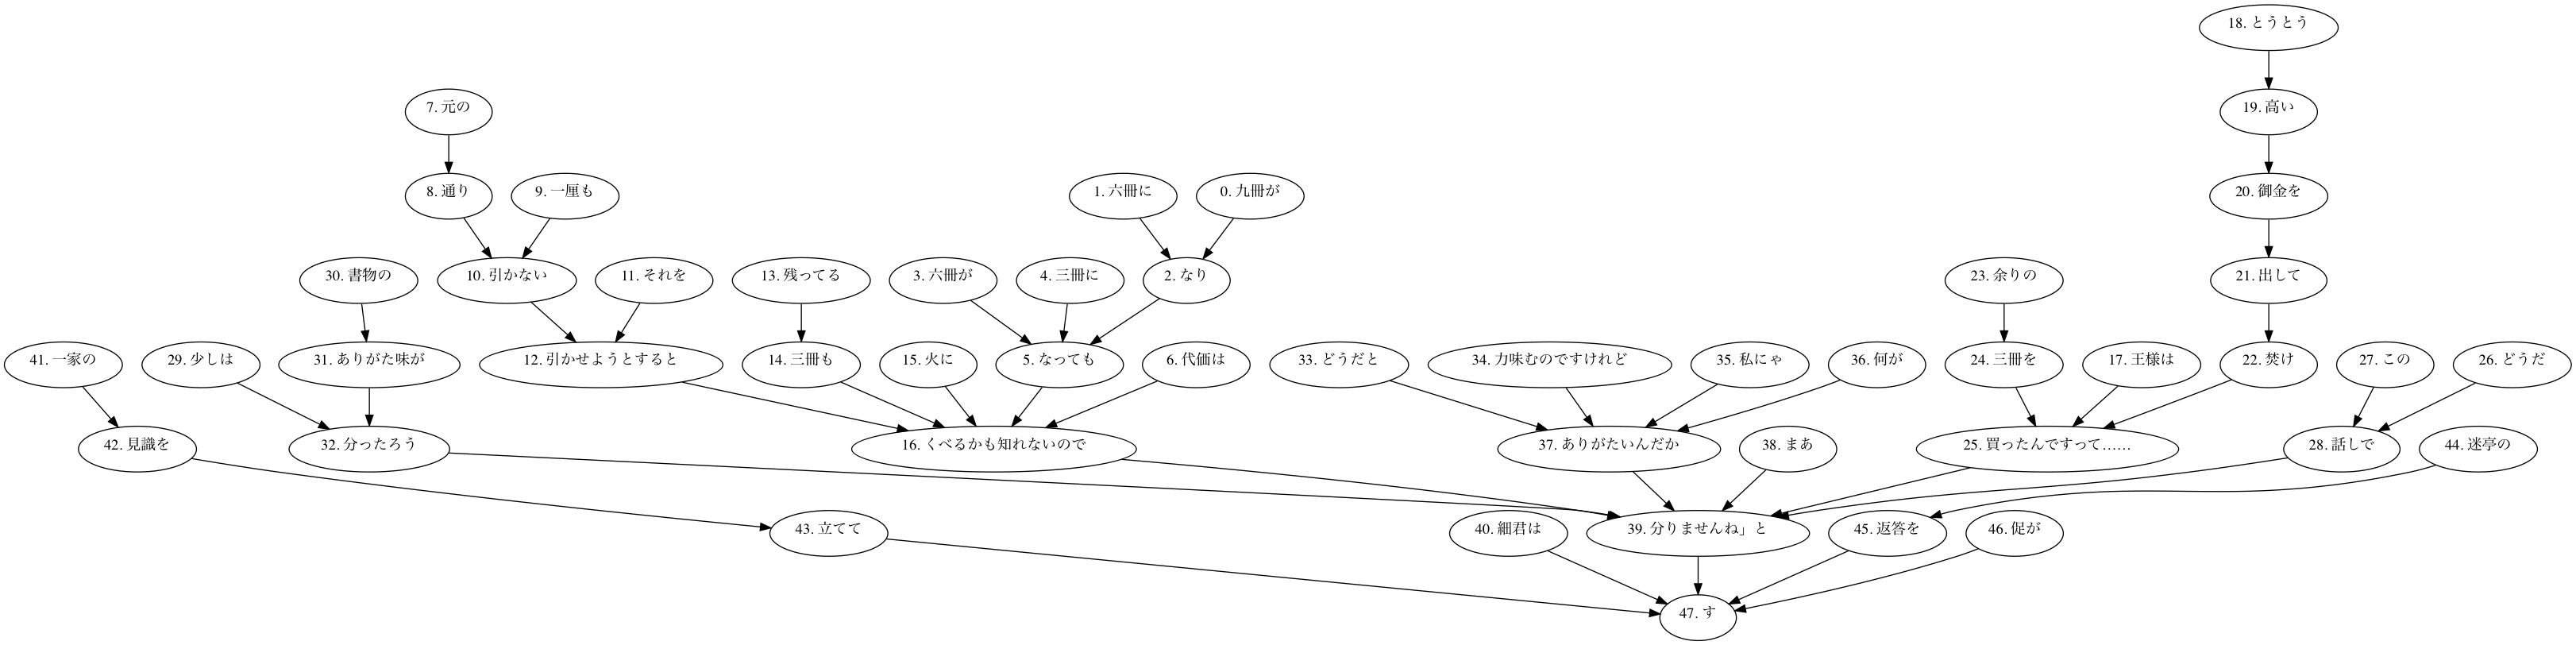 18. とうとう
7. 元の
19. 高い
8. 通り
9. 一厘も
1. 六冊に
0. 九冊が
20. 御金を
30. 書物の
10. 引かない
11. それを
13. 残ってる
3. 六冊が
4. 三冊に
2. なり
23. 余りの
21. 出して
41. 一家の
29. 少しは
31. ありがた味が
12. 引かせようとすると
14. 三冊も
15. 火に
5. なっても
6. 代価は
33. どうだと
34. 力味むのですけれど
35. 私にゃ
36. 何が
24. 三冊を
17. 王様は
22. 焚け
27. この
26. どうだ
42. 見識を
32. 分ったろう
16. くべるかも知れないので
37. ありがたいんだか
38. まあ
25. 買ったんですって……
28. 話しで
44. 迷亭の
43. 立てて
40. 細君は
39. 分りませんね」と
45. 返答を
46. 促が
47. す